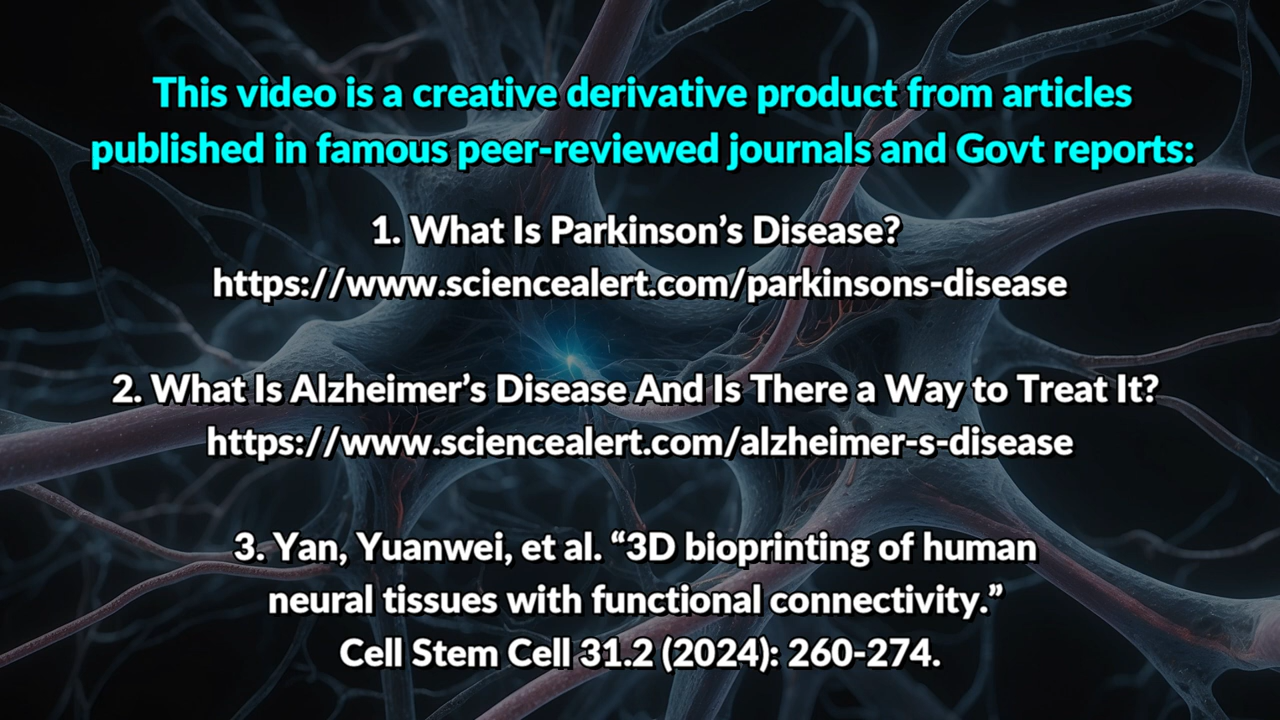 This video is a creative derivative product from articles
published in famous peer-reviewed journals and Govt reports:
1. What Is Parkinson’s Disease?
https://www.sciencealert.com/parkinsons-disease
2. What Is Alzheimer’s Disease And Is There a Way to Treat It?
https://www.sciencealert.com/alzheimer-s-disease
3. Yan, Yuanwei, et al. “3D bioprinting of human
neural tissues with functional connectivity.”
Cell Stem Cell 31.2 (2024): 260-274.